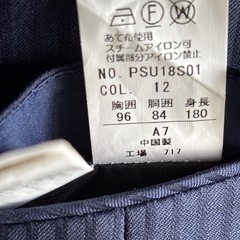 あて布使用
スチームアイロン可
付属部分アイロン不可
NO. PSU18S01
COL. 12
胸囲 胴囲 身長
96 84 180
A7
中国製
工場 717